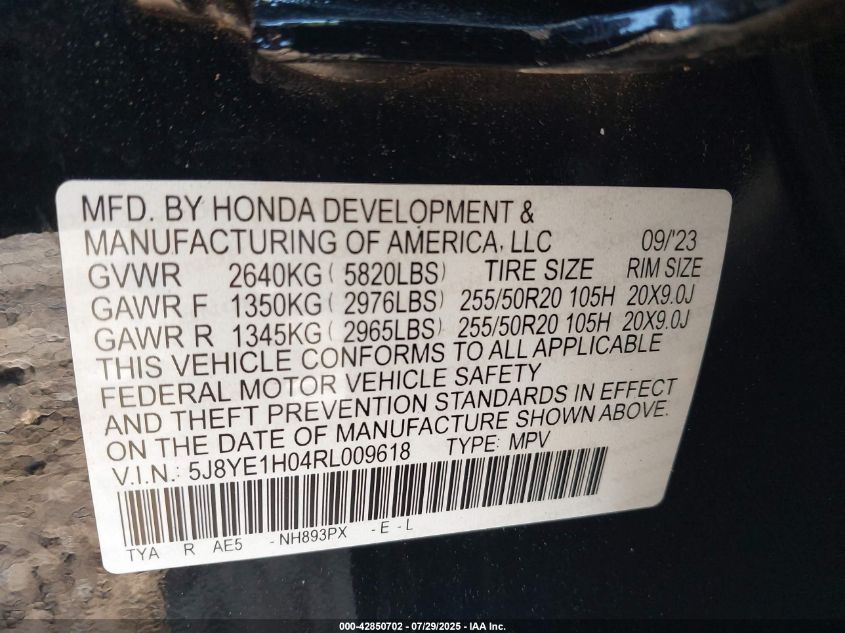 MFD. BY HONDA DEVELOPMENT &
MANUFACTURING OF AMERICA, LLC 09/'23
GVWR 2640KG ( 5820LBS) TIRE SIZE RIM SIZE
GAWR F 1350KG ( 2976LBS) 255/50R20 105H 20X9.0J
GAWR R 1345KG ( 2965LBS) 255/50R20 105H 20X9.0J
THIS VEHICLE CONFORMS TO ALL APPLICABLE
FEDERAL MOTOR VEHICLE SAFETY
AND THEFT PREVENTION STANDARDS IN EFFECT
ON THE DATE OF MANUFACTURE SHOWN ABOVE.
V.I.N.: 5J8YE1H04RL009618 TYPE: MPV
TYA R AE5 -NH893PX -E-L
000-42850702 / 07/29/2025 - IAA Inc.